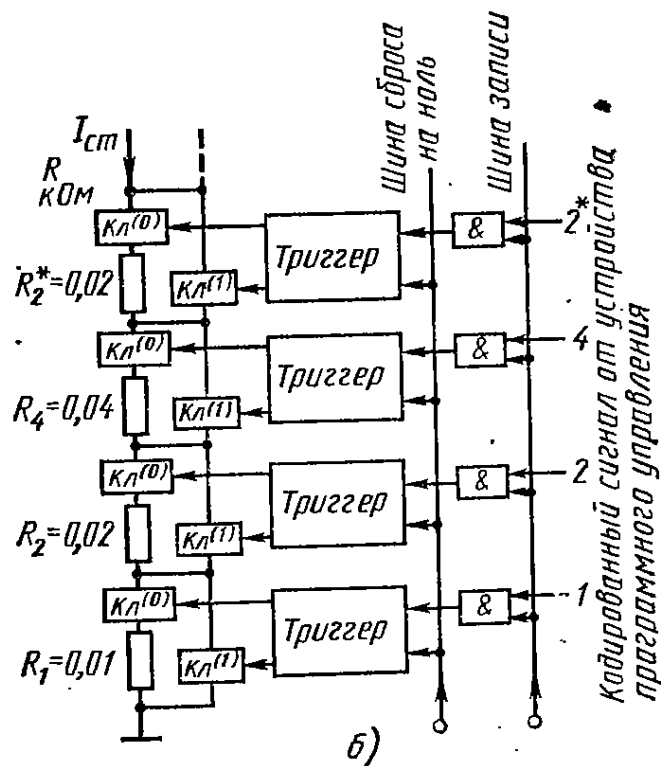 Шина сброса
на ноль
Шина записи
Iст
R
кОм
Кл(0)
&
2*
Триггер
R2*=0,02
Кл(1)
Кл(0)
&
4
Триггер
R4=0,04
Кл(1)
Кл(0)
&
2
Триггер
R2=0,02
Кл(1)
Кл(0)
&
1
Триггер
R1=0,01
Кл(1)
Кодированный сигнал от устройства
праграммного управления
б)